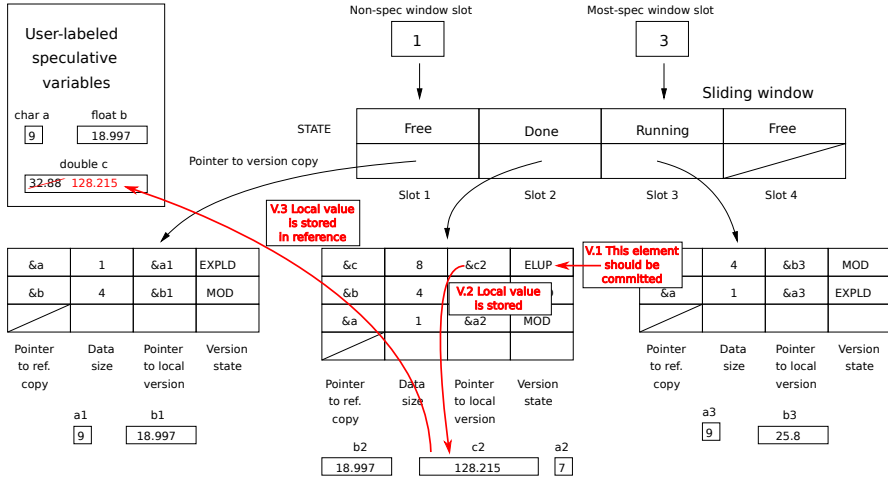 Non-spec window slot
Most-spec window slot
1
3
User-labeled
speculative
variables
char a
float b
9
18.997
double c
32.88 128.215
Sliding window
STATE
Free
Done
Running
Free
Pointer to version copy
Slot 1
Slot 2
Slot 3
Slot 4
V.3 Local value
is stored
in reference
V.1 This element
should be
committed
V.2 Local value
is stored
&a 1 &a1 EXPLD
&b 4 &b1 MOD
Pointer
to ref.
copy
Data
size
Pointer
to local
version
Version
state
a1
b1
9
18.997
&c 8 &c2 ELUP
&b 4
&a 1 &a2 MOD
Pointer
to ref.
copy
Data
size
Pointer
to local
version
Version
state
b2
c2
a2
18.997
128.215
7
4 &b3 MOD
&a 1 &a3 EXPLD
Pointer
to ref.
copy
Data
size
Pointer
to local
version
Version
state
a3
b3
9
25.8